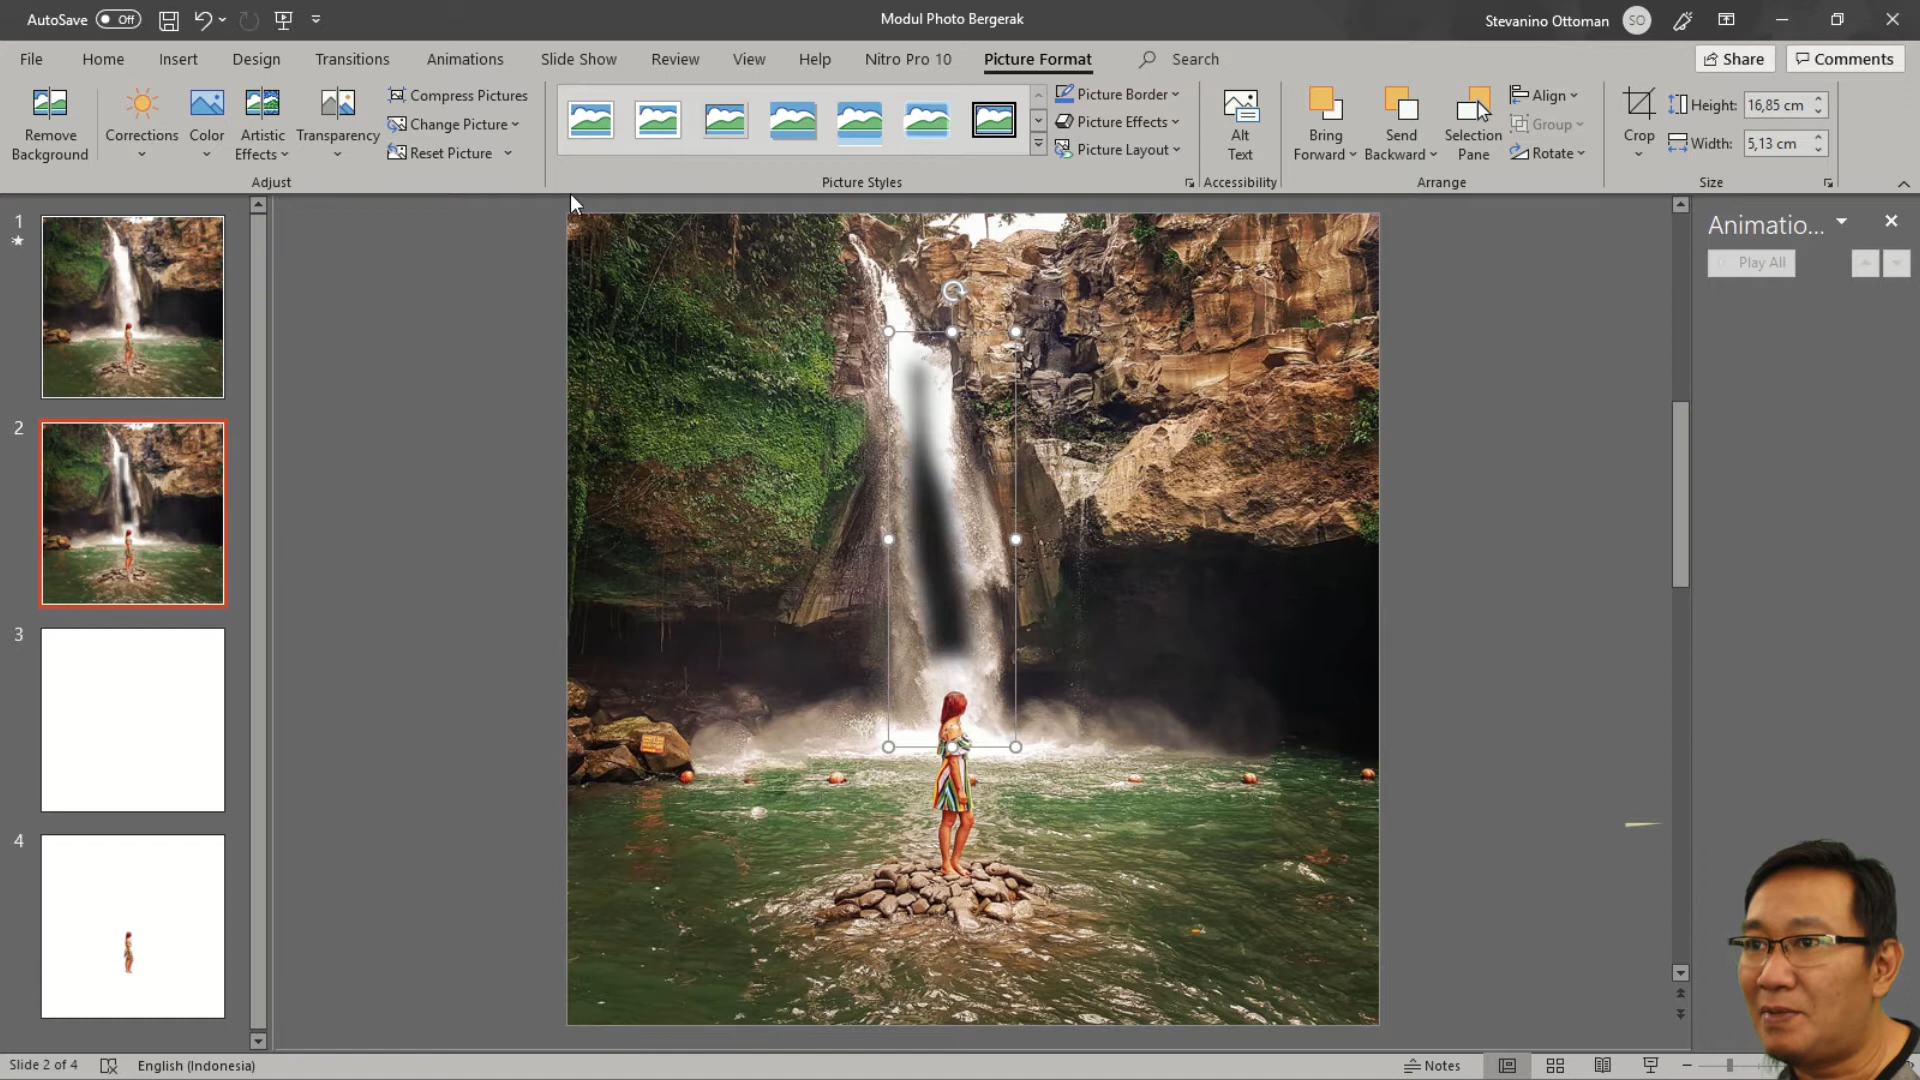 AutoSave Off
Modul Photo Bergerak
Stevanino Ottoman SO
File Home Insert Design Transitions Animations Slide Show Review View Help Nitro Pro 10 Picture Format Search Share Comments
Remove Background
Corrections
Color
Artistic Effects
Transparency
Compress Pictures
Change Picture
Reset Picture
Adjust
Picture Styles
Picture Border
Picture Effects
Picture Layout
Alt Text
Accessibility
Bring Forward
Send Backward
Selection Pane
Align
Group
Rotate
Arrange
Crop
Height: 16,85 cm
Width: 5,13 cm
Size
1
2
3
4
Animatio...
Play All
Slide 2 of 4
English (Indonesia)
Notes